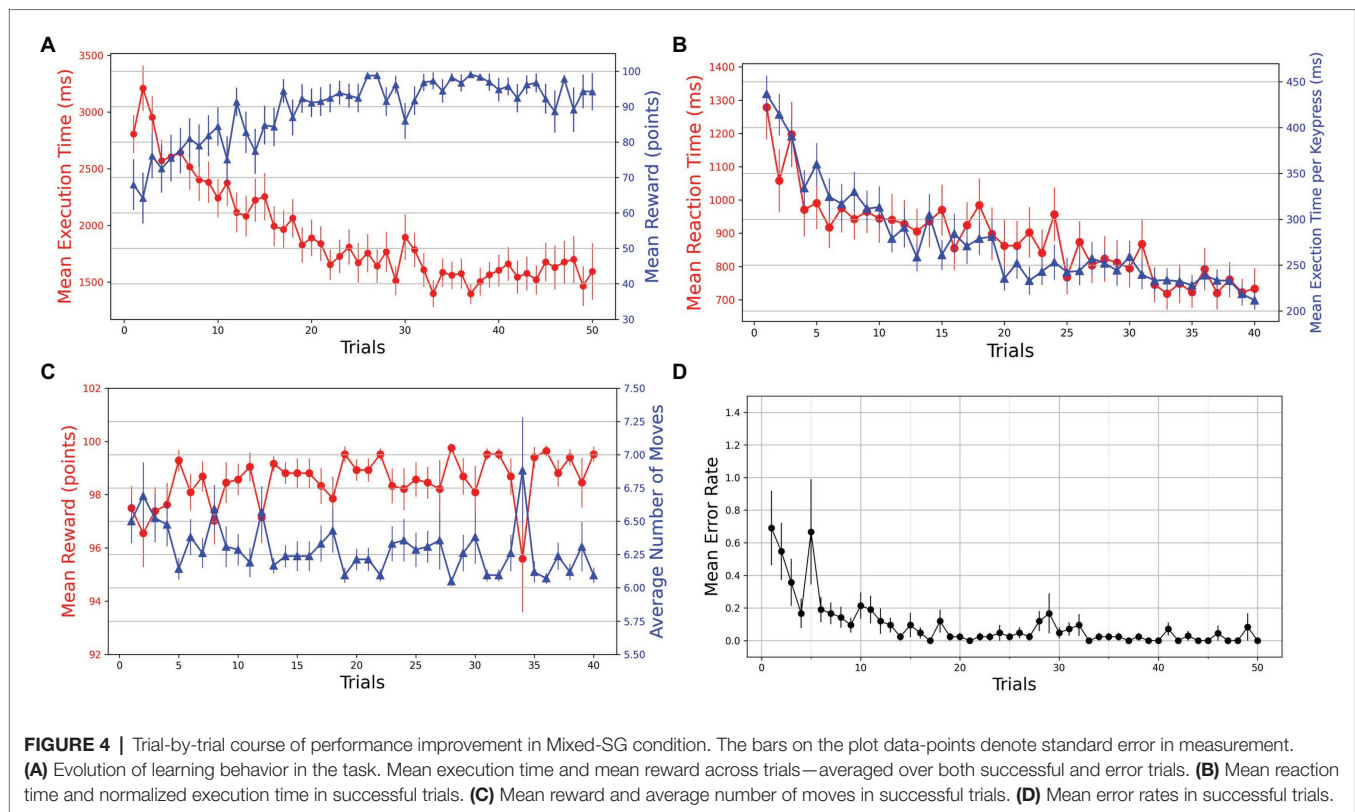 A
Mean Execution Time (ms)
3500
3000
2500
2000
1500
100
90
80
70
60
50
40
30
Mean Reward (points)
0 10 20 30 40 50
Trials
B
Mean Reaction Time (ms)
1400
1300
1200
1100
1000
900
800
700
450
400
350
300
250
200
Mean Exection Time per Keypress (ms)
0 5 10 15 20 25 30 35 40
Trials
C
Mean Reward (points)
102
100
98
96
94
92
7.50
7.25
7.00
6.75
6.50
6.25
6.00
5.75
5.50
Average Number of Moves
0 5 10 15 20 25 30 35 40
Trials
D
Mean Error Rate
1.4
1.2
1.0
0.8
0.6
0.4
0.2
0.0
0 10 20 30 40 50
Trials
FIGURE 4 | Trial-by-trial course of performance improvement in Mixed-SG condition. The bars on the plot data-points denote standard error in measurement.
(A) Evolution of learning behavior in the task. Mean execution time and mean reward across trials—averaged over both successful and error trials. (B) Mean reaction
time and normalized execution time in successful trials. (C) Mean reward and average number of moves in successful trials. (D) Mean error rates in successful trials.